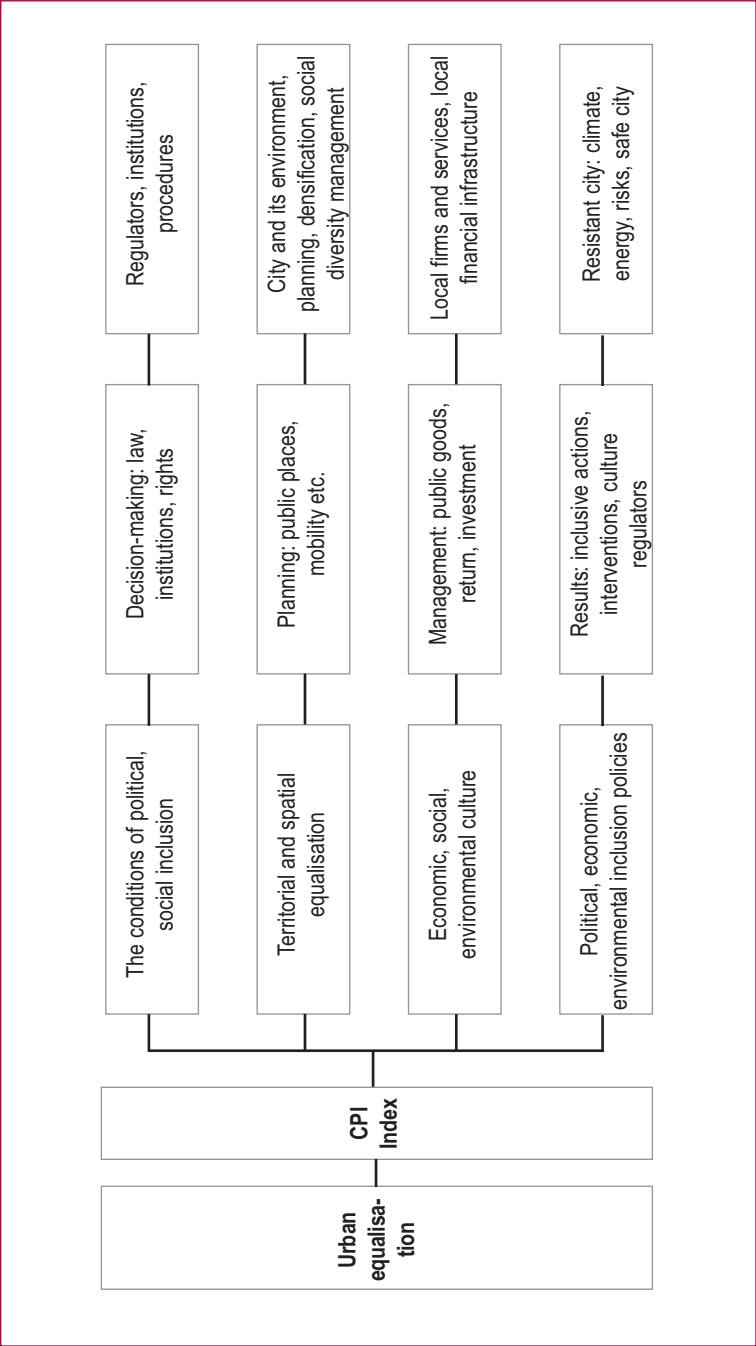 Urban
equalisa-
tion
CPI
Index
The conditions of political,
social inclusion
Decision-making: law,
institutions, rights
Regulators, institutions,
procedures
Territorial and spatial
equalisation
Planning: public places,
mobility etc.
City and its environment,
planning, densification, social
diversity management
Economic, social,
environmental culture
Management: public goods,
return, investment
Local firms and services, local
financial infrastructure
Political, economic,
environmental inclusion policies
Results: inclusive actions,
interventions, culture
regulators
Resistant city: climate,
energy, risks, safe city